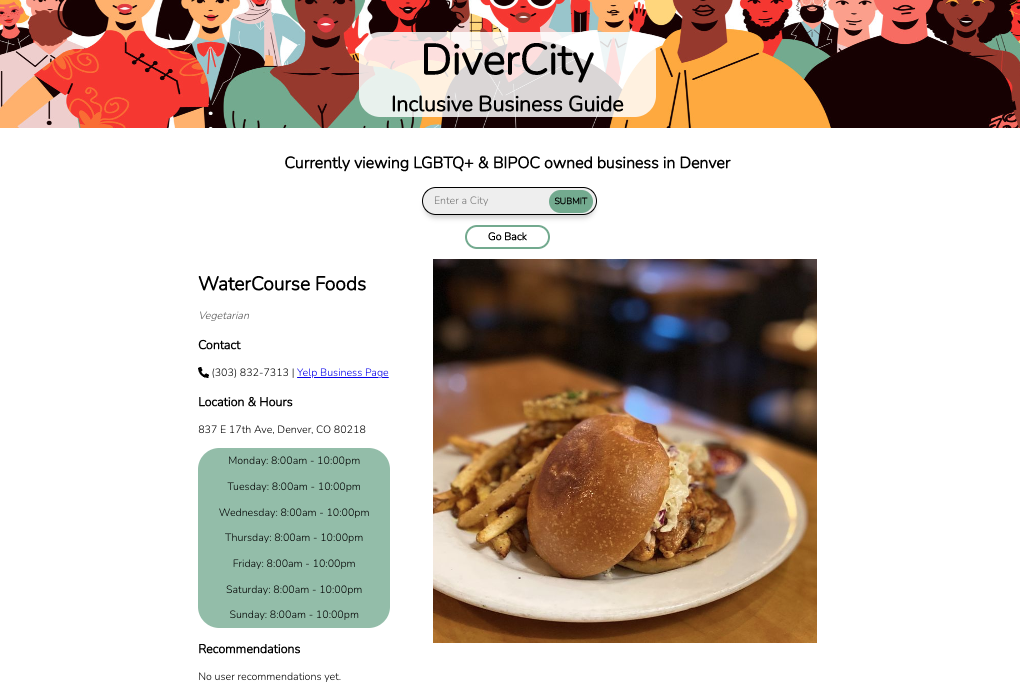 DiverCity
Inclusive Business Guide
Currently viewing LGBTQ+ & BIPOC owned business in Denver
Enter a City
SUBMIT
Go Back
WaterCourse Foods
Vegetarian
Contact
(303) 832-7313 | Yelp Business Page
Location & Hours
837 E 17th Ave, Denver, CO 80218
Monday: 8:00am - 10:00pm
Tuesday: 8:00am - 10:00pm
Wednesday: 8:00am - 10:00pm
Thursday: 8:00am - 10:00pm
Friday: 8:00am - 10:00pm
Saturday: 8:00am - 10:00pm
Sunday: 8:00am - 10:00pm
Recommendations
No user recommendations yet.